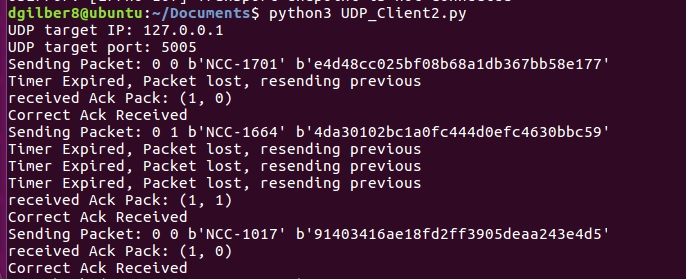 dgilber8@ubuntu:~/Documents$ python3 UDP_Client2.py
UDP target IP: 127.0.0.1
UDP target port: 5005
Sending Packet: 0 0 b'NCC-1701' b'e4d48cc025bf08b68a1db367bb58e177'
Timer Expired, Packet lost, resending previous
received Ack Pack: (1, 0)
Correct Ack Received
Sending Packet: 0 1 b'NCC-1664' b'4da30102bc1a0fc444d0efc4630bbc59'
Timer Expired, Packet lost, resending previous
Timer Expired, Packet lost, resending previous
Timer Expired, Packet lost, resending previous
received Ack Pack: (1, 1)
Correct Ack Received
Sending Packet: 0 0 b'NCC-1017' b'91403416ae18fd2ff3905deaa243e4d5'
received Ack Pack: (1, 0)
Correct Ack Received